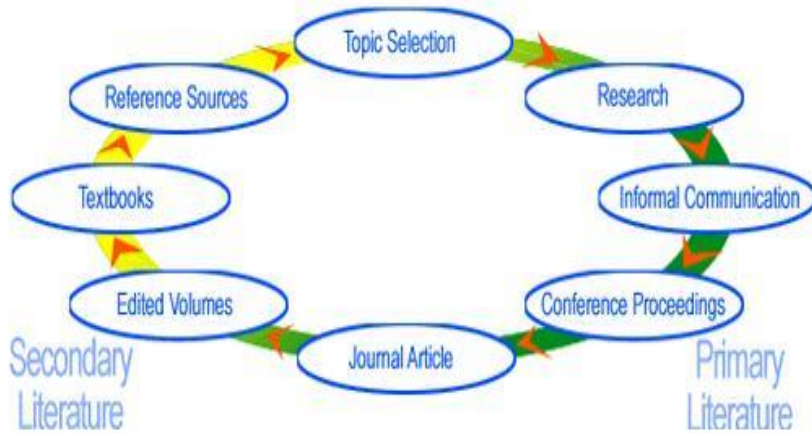 Topic Selection
Reference Sources
Research
Textbooks
Informal Communication
Edited Volumes
Conference Proceedings
Journal Article
Secondary
Literature
Primary
Literature